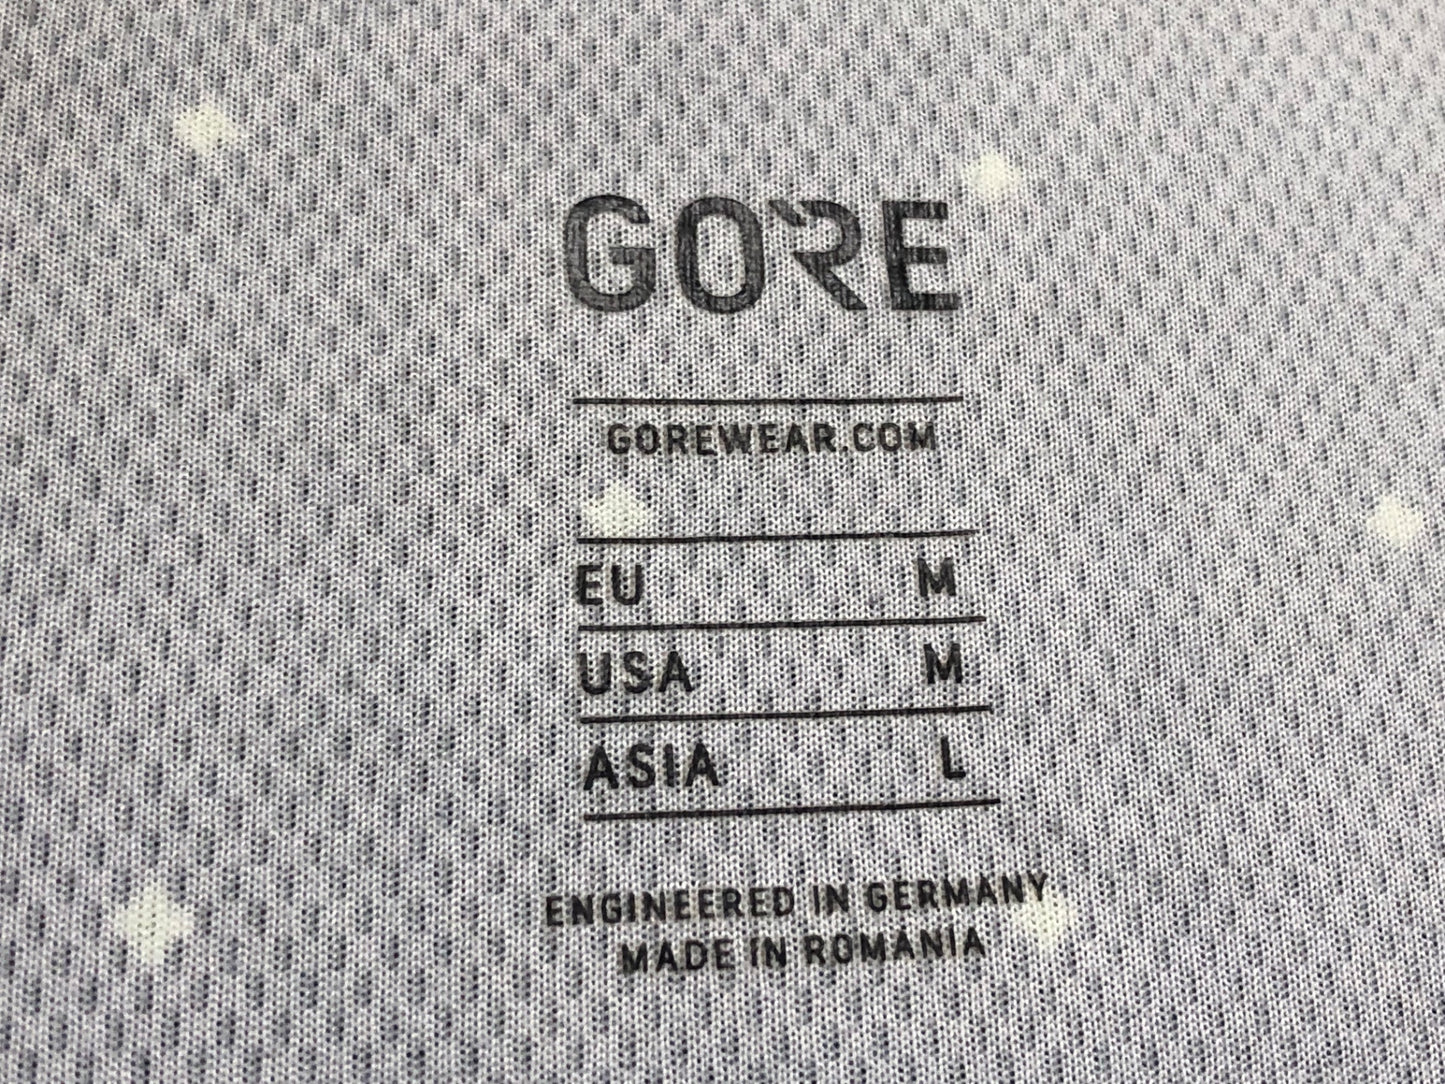 GORE
GOREWEAR.COM
EU M
USA M
ASIA L
ENGINEERED IN GERMANY
MADE IN ROMANIA